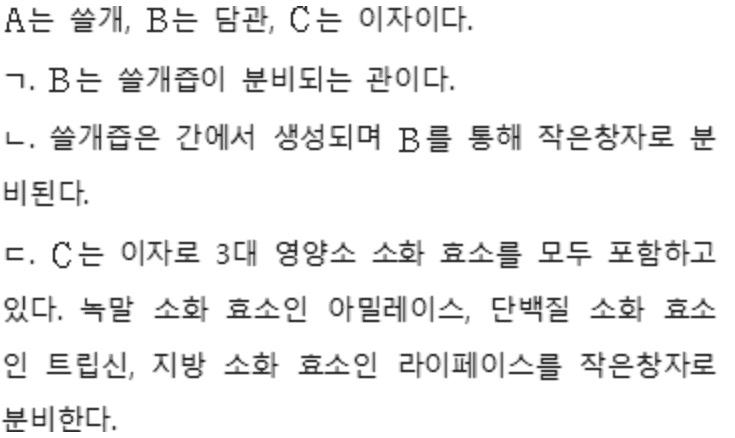 A는 쓸개, B는 담관, C는 이자이다.
ㄱ. B는 쓸개즙이 분비되는 관이다.
ㄴ. 쓸개즙은 간에서 생성되며 B를 통해 작은창자로 분
비된다.
ㄷ. C는 이자로 3대 영양소 소화 효소를 모두 포함하고
있다. 녹말 소화 효소인 아밀레이스, 단백질 소화 효소
인 트립신, 지방 소화 효소인 라이페이스를 작은창자로
분비한다.